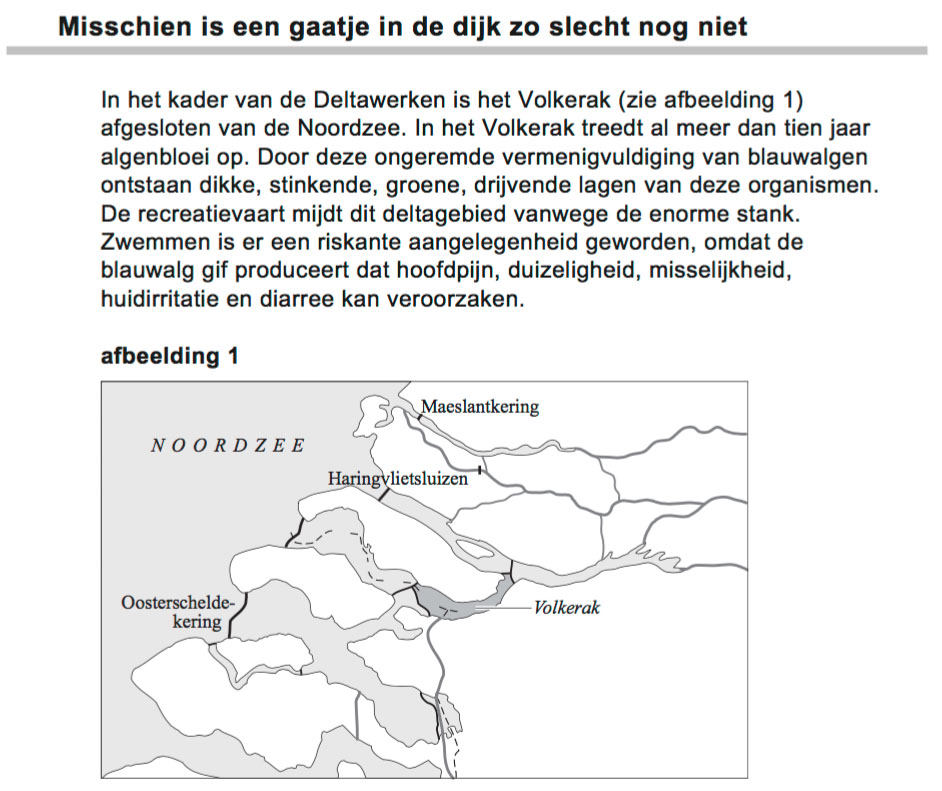 Misschien is een gaatje in de dijk zo slecht nog niet
In het kader van de Deltawerken is het Volkerak (zie afbeelding 1)
afgesloten van de Noordzee. In het Volkerak treedt al meer dan tien jaar
algenbloei op. Door deze ongeremde vermenigvuldiging van blauwalgen
ontstaan dikke, stinkende, groene, drijvende lagen van deze organismen.
De recreatievaart mijdt dit deltagebied vanwege de enorme stank.
Zwemmen is er een riskante aangelegenheid geworden, omdat de
blauwalg gif produceert dat hoofdpijn, duizeligheid, misselijkheid,
huidirritatie en diarree kan veroorzaken.
afbeelding 1
Maeslantkering
NOORDZEE
Haringvlietsluizen
Oosterschelde-
kering
Volkerak